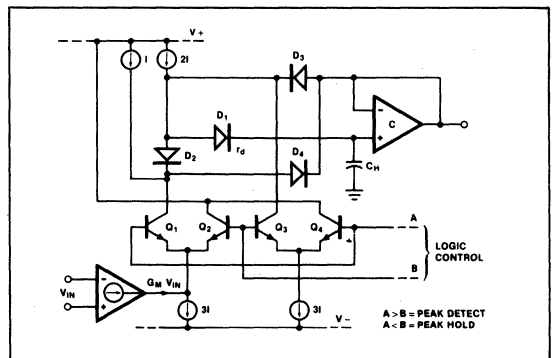 V+
I
2I
D3
D1
rd
C
-
+
D2
D4
CH
Q1
Q2
Q3
Q4
A
LOGIC
CONTROL
B
VIN
-
+
GM VIN
3I
3I
V-
A > B = PEAK DETECT
A < B = PEAK HOLD